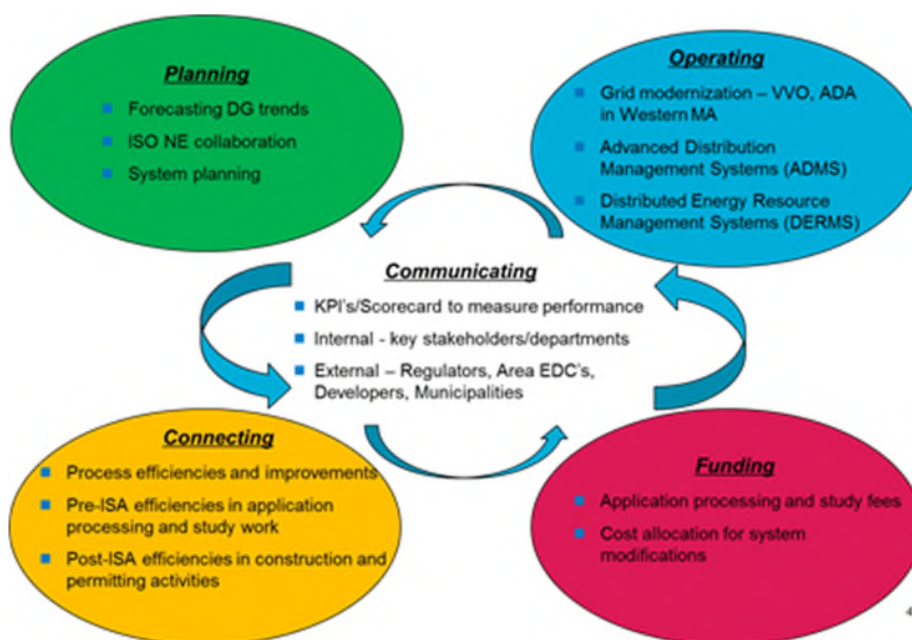 Planning
Forecasting DG trends
ISO NE collaboration
System planning
Operating
Grid modernization – VVO, ADA
in Western MA
Advanced Distribution
Management Systems (ADMS)
Distributed Energy Resource
Management Systems (DERMS)
Communicating
KPI's/Scorecard to measure performance
Internal - key stakeholders/departments
External – Regulators, Area EDC's,
Developers, Municipalities
Connecting
Process efficiencies and improvements
Pre-ISA efficiencies in application
processing and study work
Post-ISA efficiencies in construction and
permitting activities
Funding
Application processing and study fees
Cost allocation for system
modifications